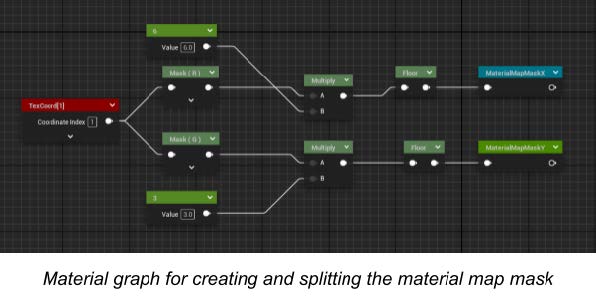 6
Value 6.0
Mask ( R )
Multiply
A
B
Floor
MaterialMapMaskX
TexCoord[1]
Coordinate Index 1
Mask ( G )
Multiply
A
B
Floor
MaterialMapMaskY
3
Value 3.0
Material graph for creating and splitting the material map mask